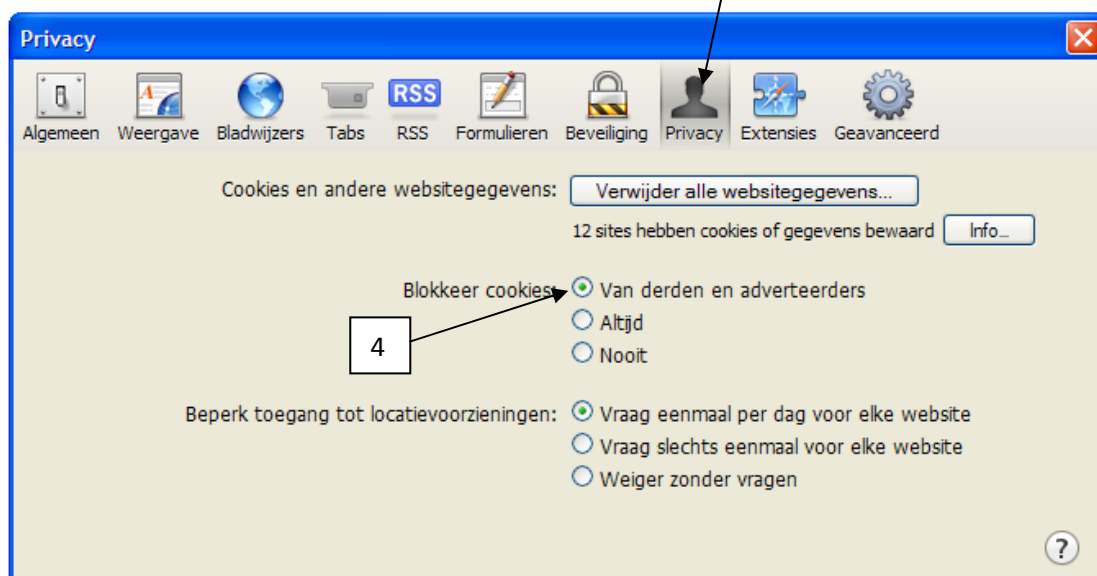 Privacy
RSS
Algemeen Weergave Bladwijzers Tabs RSS Formulieren Beveiliging Privacy Extensies Geavanceerd
Cookies en andere websitegegevens: Verwijder alle websitegegevens...
12 sites hebben cookies of gegevens bewaard Info...
Blokkeer cookies: Van derden en adverteerders
Altijd
4
Nooit
Beperk toegang tot locatievoorzieningen: Vraag eenmaal per dag voor elke website
Vraag slechts eenmaal voor elke website
Weiger zonder vragen
?